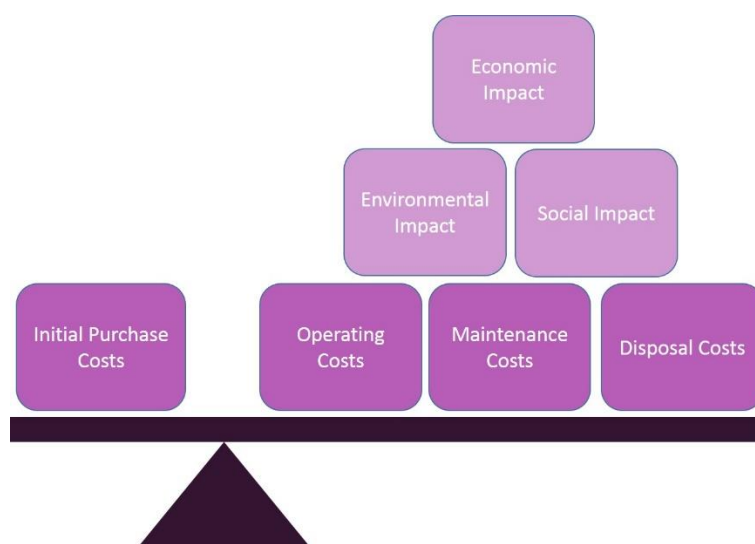 Economic
Impact
Environmental
Impact
Social Impact
Initial Purchase
Costs
Operating
Costs
Maintenance
Costs
Disposal Costs